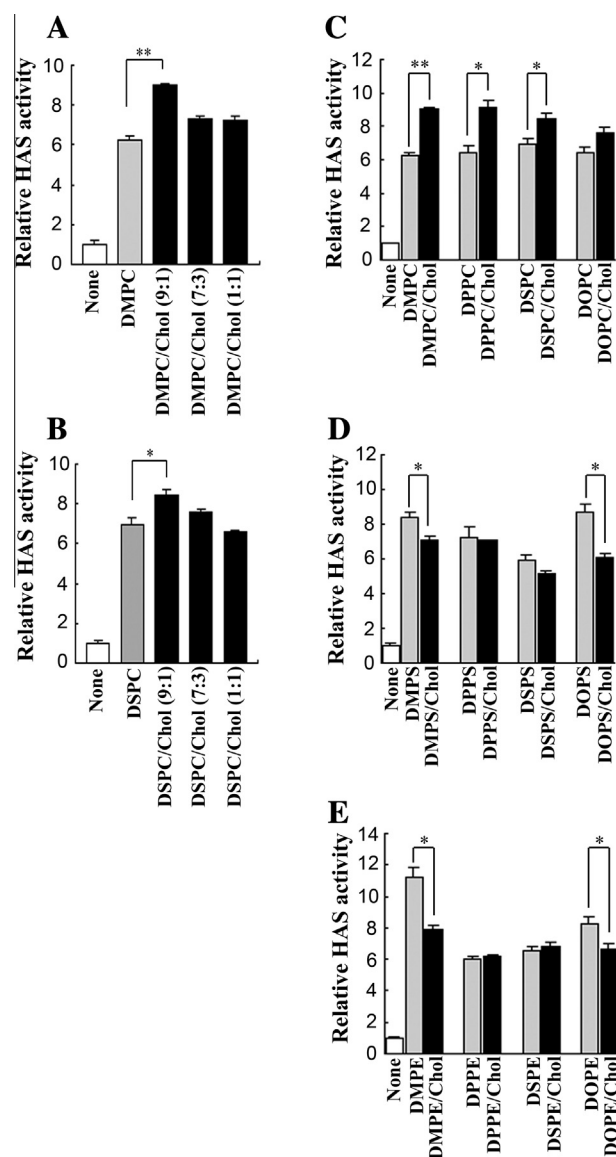 A
Relative HAS activity
10
8
6
4
2
0
**
None
DMPC
DMPC/Chol (9:1)
DMPC/Chol (7:3)
DMPC/Chol (1:1)
B
Relative HAS activity
10
8
6
4
2
0
*
None
DSPC
DSPC/Chol (9:1)
DSPC/Chol (7:3)
DSPC/Chol (1:1)
C
Relative HAS activity
12
10
8
6
4
2
0
** * *
None
DMPC
DMPC/Chol
DPPC
DPPC/Chol
DSPC
DSPC/Chol
DOPC
DOPC/Chol
D
Relative HAS activity
12
10
8
6
4
2
0
* *
None
DMPS
DMPS/Chol
DPPS
DPPS/Chol
DSPS
DSPS/Chol
DOPS
DOPS/Chol
E
Relative HAS activity
14
12
10
8
6
4
2
0
* *
None
DMPE
DMPE/Chol
DPPE
DPPE/Chol
DSPE
DSPE/Chol
DOPE
DOPE/Chol